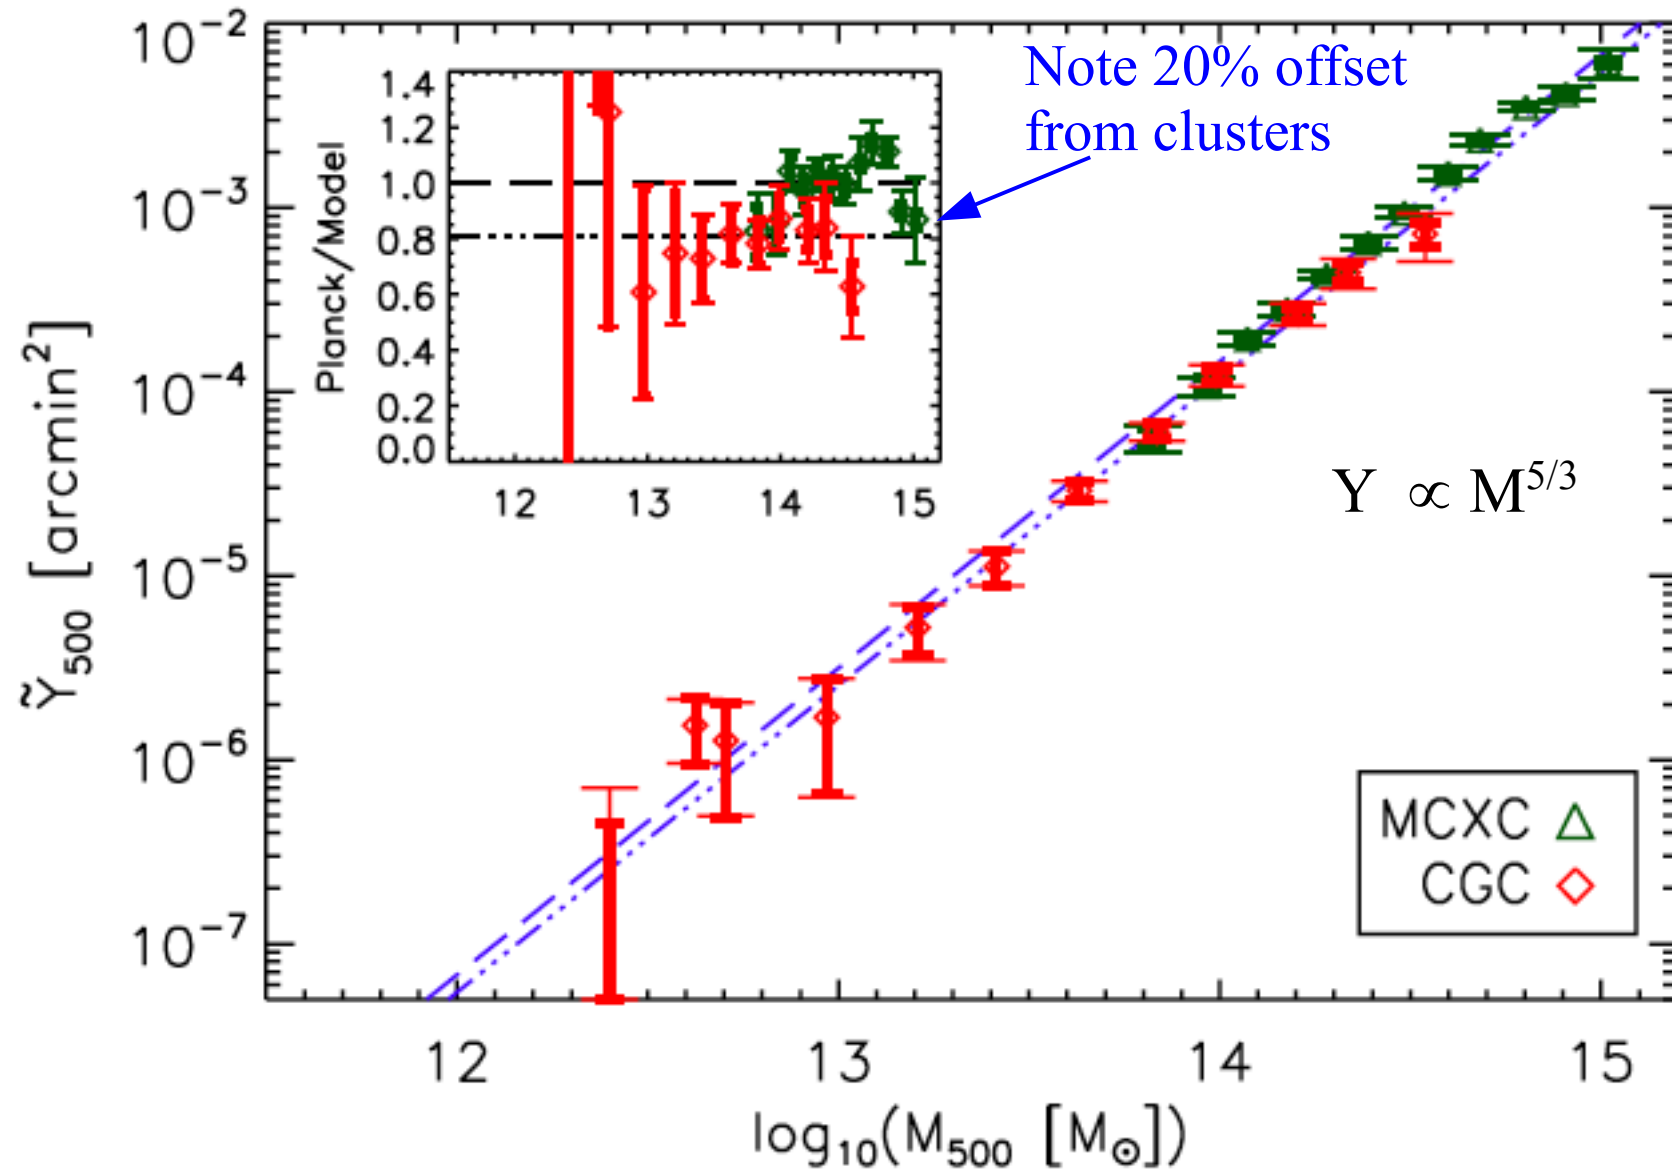 Note 20% offset
from clusters
Ỹ500 [arcmin²]
10⁻²
10⁻³
10⁻⁴
10⁻⁵
10⁻⁶
10⁻⁷
Planck/Model
1.4
1.2
1.0
0.8
0.6
0.4
0.2
0.0
12 13 14 15
Y ∝ M⁵ᐟ³
MCXC
CGC
12 13 14 15
log₁₀(M₅₀₀ [M⊙])